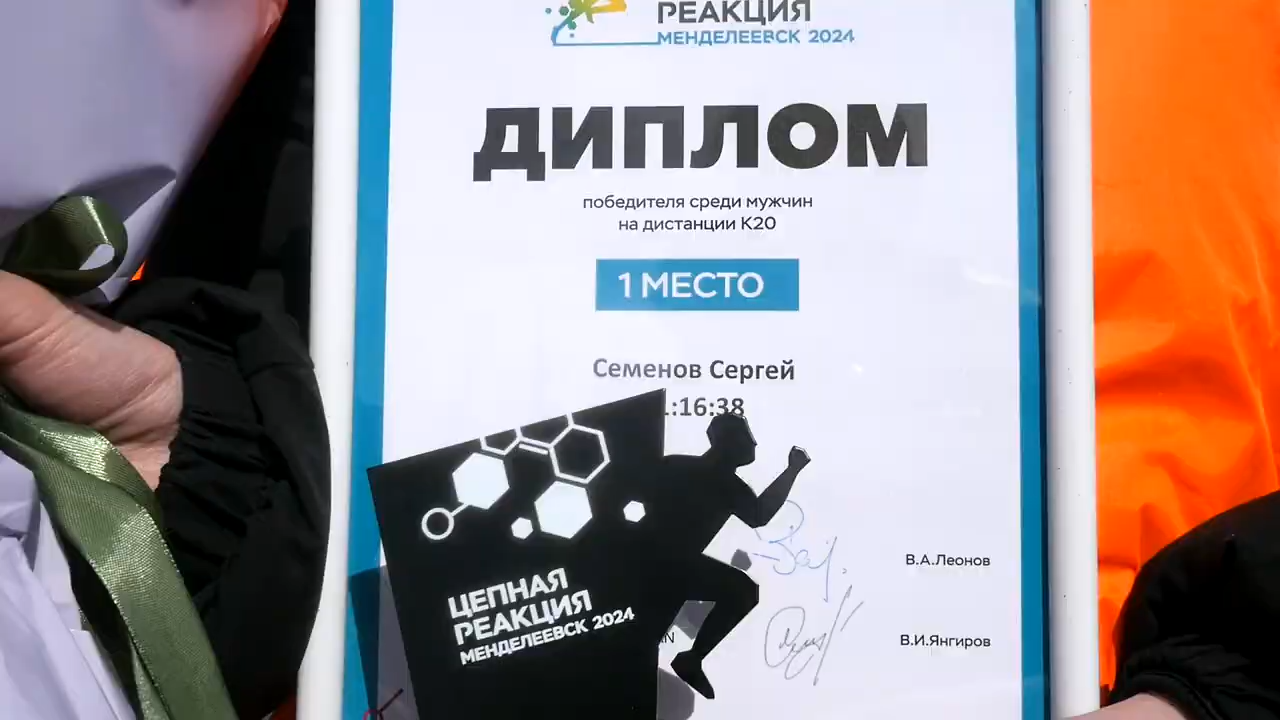 РЕАКЦИЯ
МЕНДЕЛЕЕВСК 2024
ДИПЛОМ
победителя среди мужчин
на дистанции К20
1 МЕСТО
Семенов Сергей
1:16:38
В.А.Леонов
В.И.Янгиров
ЦЕПНАЯ
РЕАКЦИЯ
МЕНДЕЛЕЕВСК 2024